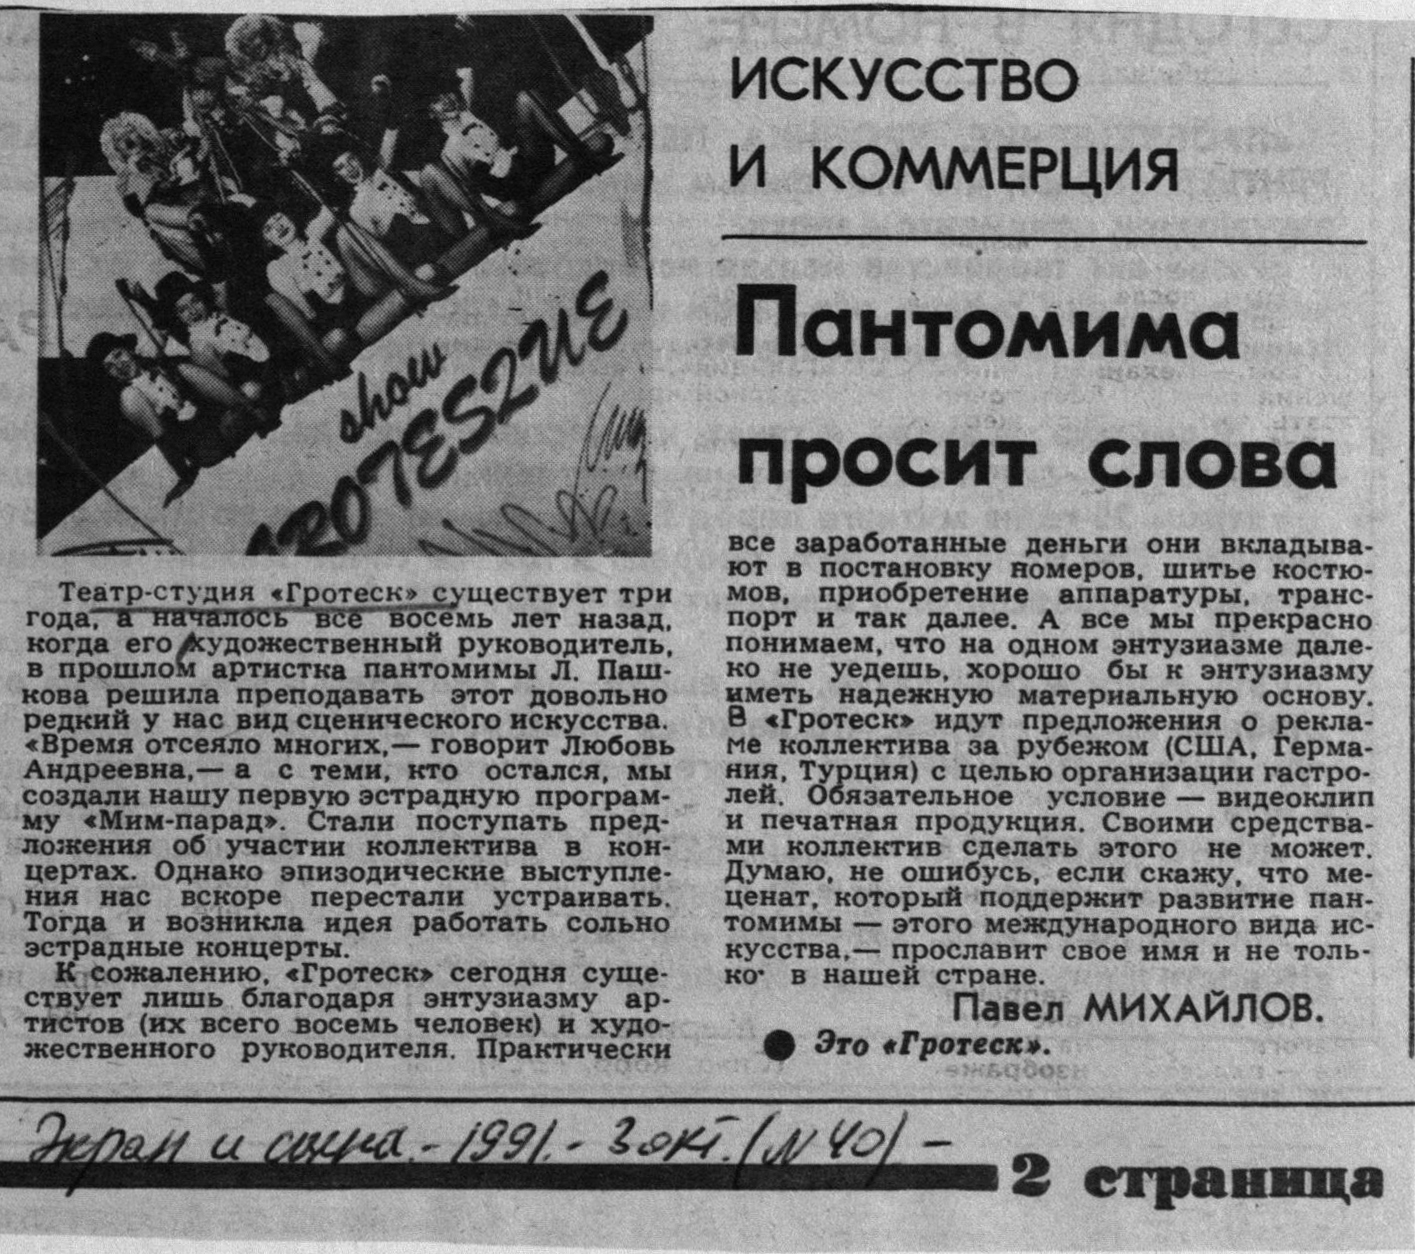 show
GROTESQUE
ИСКУССТВО
И КОММЕРЦИЯ
Пантомима
просит слова
Театр-студия «Гротеск» существует три
года, а началось все восемь лет назад,
когда его художественный руководитель,
в прошлом артистка пантомимы Л. Паш-
кова решила преподавать этот довольно
редкий у нас вид сценического искусства.
«Время отсеяло многих,— говорит Любовь
Андреевна,— а с теми, кто остался, мы
создали нашу первую эстрадную програм-
му «Мим-парад». Стали поступать пред-
ложения об участии коллектива в кон-
цертах. Однако эпизодические выступле-
ния нас вскоре перестали устраивать.
Тогда и возникла идея работать сольно
эстрадные концерты.
К сожалению, «Гротеск» сегодня суще-
ствует лишь благодаря энтузиазму ар-
тистов (их всего восемь человек) и худо-
жественного руководителя. Практически
все заработанные деньги они вкладыва-
ют в постановку номеров, шитье костю-
мов, приобретение аппаратуры, транс-
порт и так далее. А все мы прекрасно
понимаем, что на одном энтузиазме дале-
ко не уедешь, хорошо бы к энтузиазму
иметь надежную материальную основу.
В «Гротеск» идут предложения о рекла-
ме коллектива за рубежом (США, Герма-
ния, Турция) с целью организации гастро-
лей. Обязательное условие — видеоклип
и печатная продукция. Своими средства-
ми коллектив сделать этого не может.
Думаю, не ошибусь, если скажу, что ме-
ценат, который поддержит развитие пан-
томимы — этого международного вида ис-
кусства,— прославит свое имя и не толь-
ко в нашей стране.
Павел МИХАЙЛОВ.
● Это «Гротеск».
Экран и сцена.-1991.-3 окт.(N 40)-
2 страница